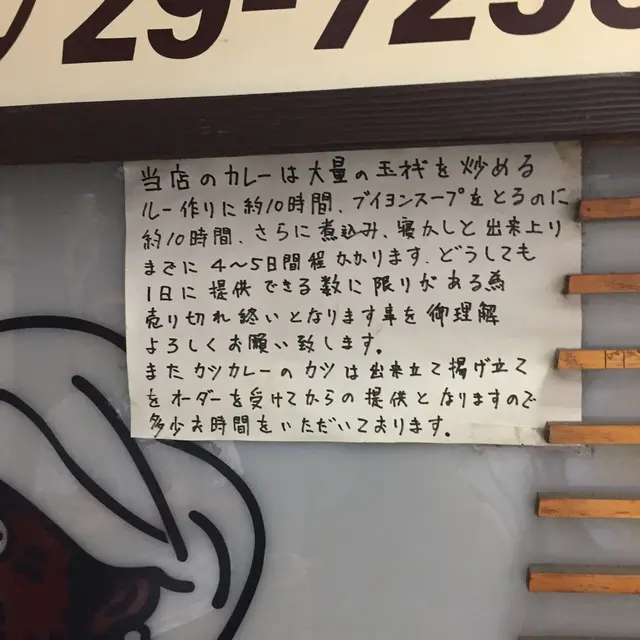 29-7258
当店のカレーは大量の玉ネギを炒める
ルー作りに約10時間、ブイヨンスープをとるのに
約10時間、さらに煮込み、寝かしと出来上り
までに 4〜5日間程かかります。どうしても
1日に提供できる数に限りがある為
売り切れ終いとなります事を御理解
よろしくお願い致します。
またカツカレーのカツは出来立て揚げ立て
をオーダーを受けてからの提供となりますので
多少お時間をいただいております。